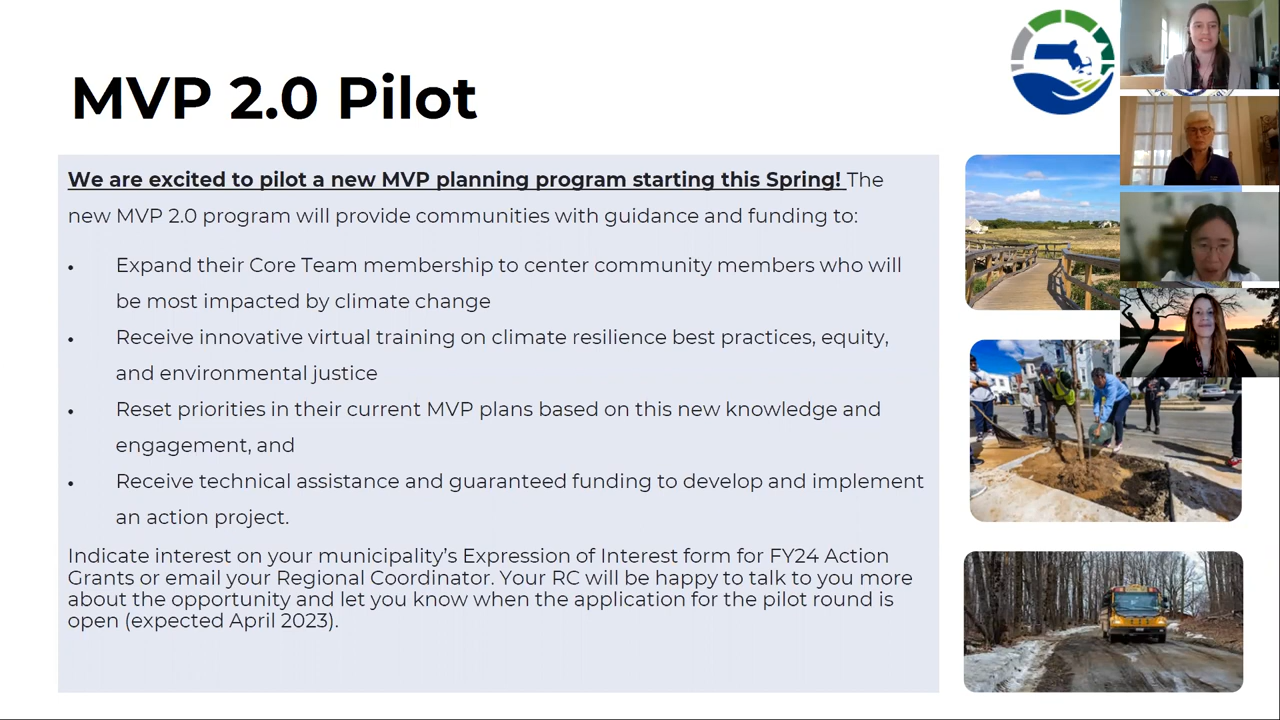 MVP 2.0 Pilot
We are excited to pilot a new MVP planning program starting this Spring! The
new MVP 2.0 program will provide communities with guidance and funding to:
• Expand their Core Team membership to center community members who will
be most impacted by climate change
• Receive innovative virtual training on climate resilience best practices, equity,
and environmental justice
• Reset priorities in their current MVP plans based on this new knowledge and
engagement, and
• Receive technical assistance and guaranteed funding to develop and implement
an action project.
Indicate interest on your municipality’s Expression of Interest form for FY24 Action
Grants or email your Regional Coordinator. Your RC will be happy to talk to you more
about the opportunity and let you know when the application for the pilot round is
open (expected April 2023).